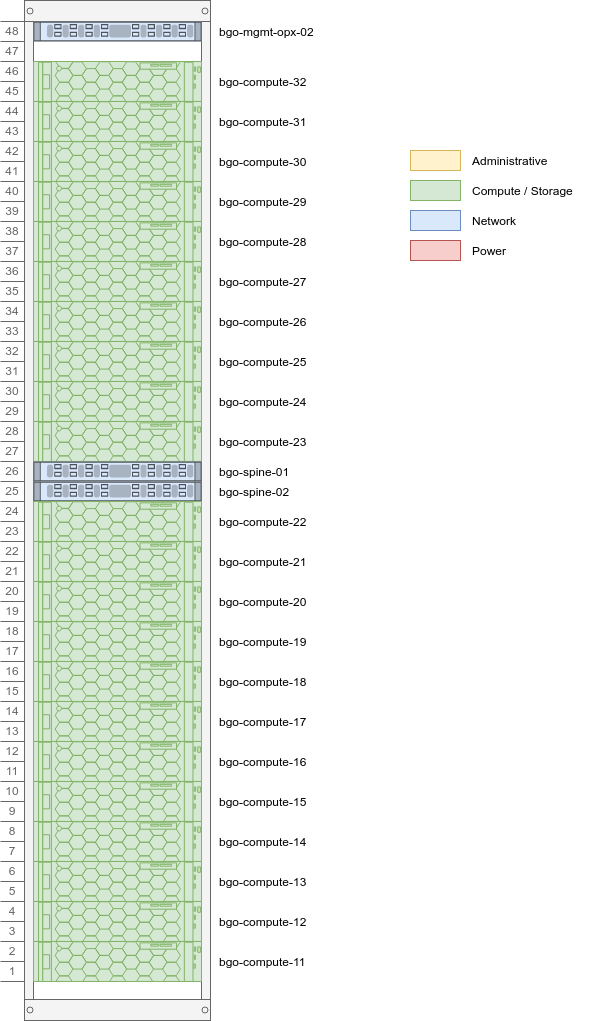 48 bgo-mgmt-opx-02
47
46
45 bgo-compute-32
44
43 bgo-compute-31
42
41 bgo-compute-30
40
39 bgo-compute-29
38
37 bgo-compute-28
36
35 bgo-compute-27
34
33 bgo-compute-26
32
31 bgo-compute-25
30
29 bgo-compute-24
28
27 bgo-compute-23
26 bgo-spine-01
25 bgo-spine-02
24
23 bgo-compute-22
22
21 bgo-compute-21
20
19 bgo-compute-20
18
17 bgo-compute-19
16
15 bgo-compute-18
14
13 bgo-compute-17
12
11 bgo-compute-16
10
9 bgo-compute-15
8
7 bgo-compute-14
6
5 bgo-compute-13
4
3 bgo-compute-12
2
1 bgo-compute-11
Administrative
Compute / Storage
Network
Power